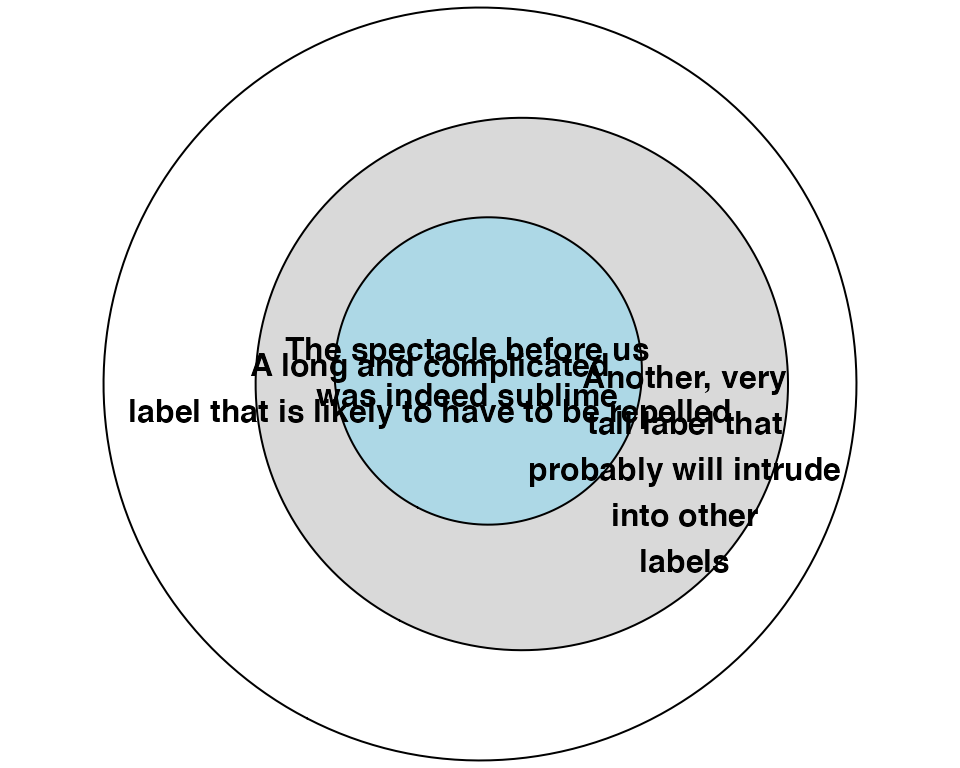 The spectacle before us
was indeed sublime
A long and complicated
label that is likely to have to be repelled
Another, very
tall label that
probably will intrude
into other
labels